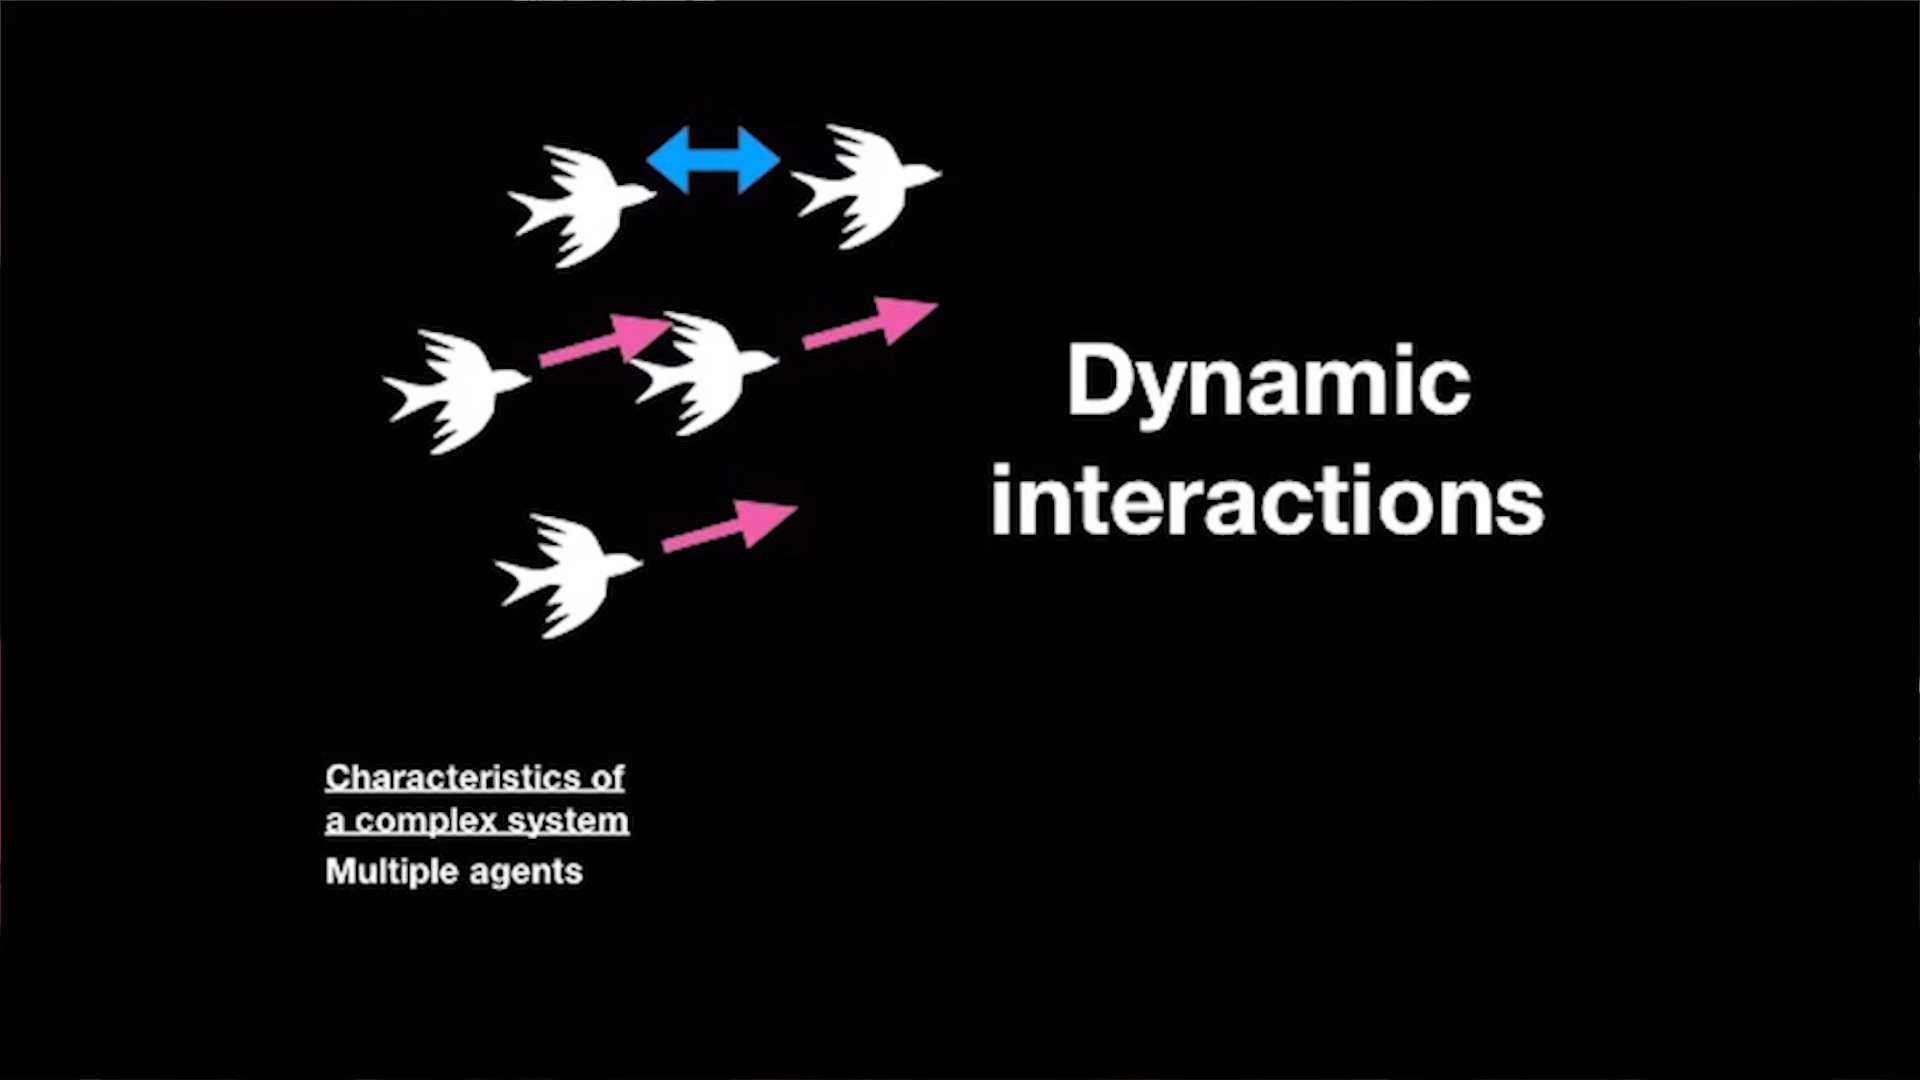 Dynamic
interactions
Characteristics of
a complex system
Multiple agents